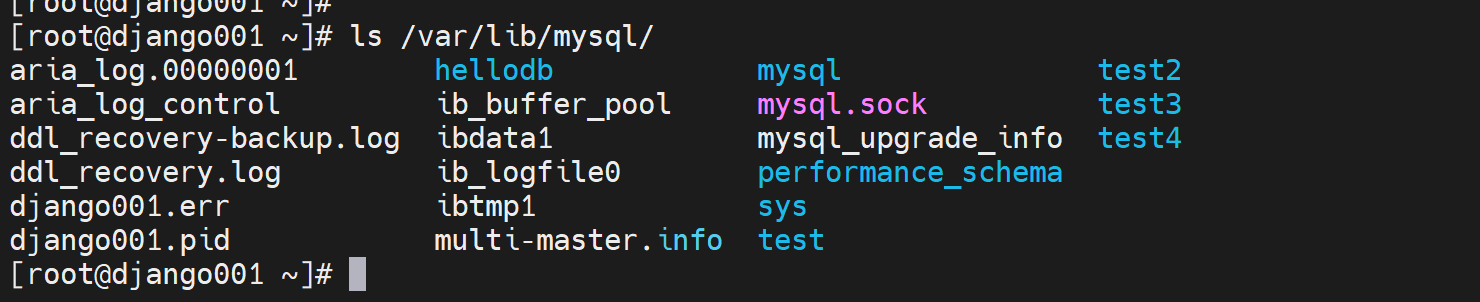 [root@django001 ~]#
[root@django001 ~]# ls /var/lib/mysql/
aria_log.00000001 hellodb mysql test2
aria_log_control ib_buffer_pool mysql.sock test3
ddl_recovery-backup.log ibdata1 mysql_upgrade_info test4
ddl_recovery.log ib_logfile0 performance_schema
django001.err ibtmp1 sys
django001.pid multi-master.info test
[root@django001 ~]#